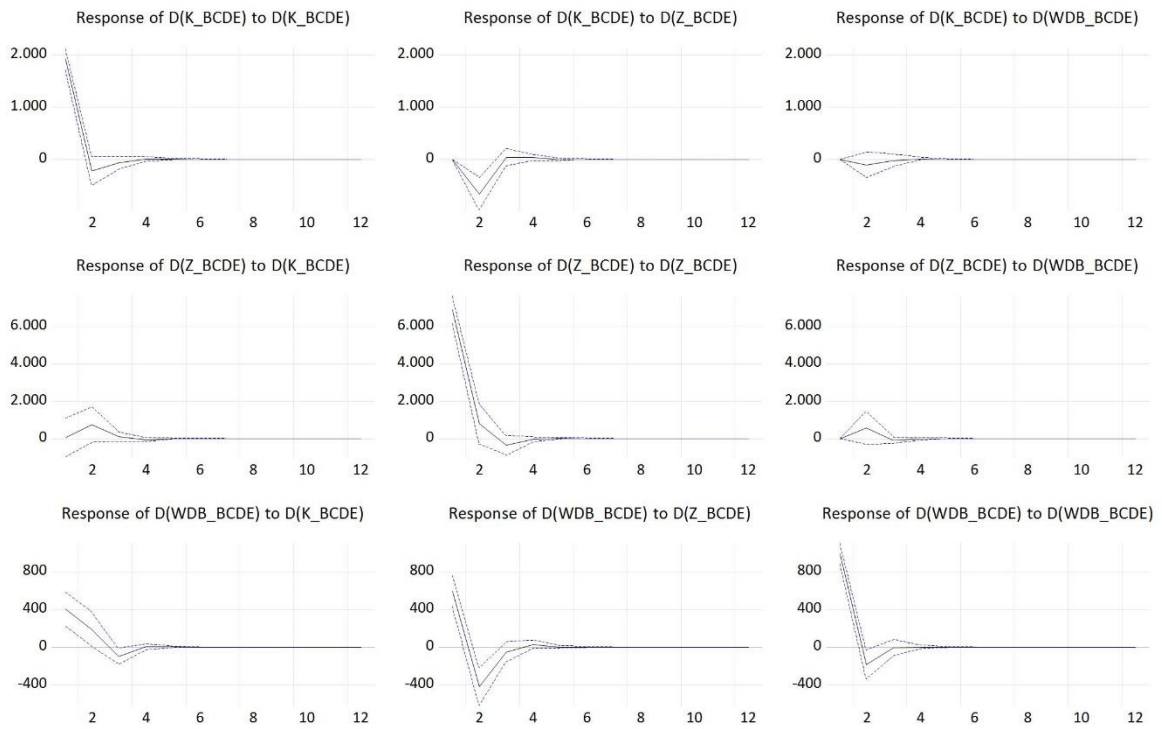 Response of D(K_BCDE) to D(K_BCDE)
Response of D(K_BCDE) to D(Z_BCDE)
Response of D(K_BCDE) to D(WDB_BCDE)
2.000
1.000
0
2 4 6 8 10 12
2.000
1.000
0
2 4 6 8 10 12
2.000
1.000
0
2 4 6 8 10 12
Response of D(Z_BCDE) to D(K_BCDE)
Response of D(Z_BCDE) to D(Z_BCDE)
Response of D(Z_BCDE) to D(WDB_BCDE)
6.000
4.000
2.000
0
2 4 6 8 10 12
6.000
4.000
2.000
0
2 4 6 8 10 12
6.000
4.000
2.000
0
2 4 6 8 10 12
Response of D(WDB_BCDE) to D(K_BCDE)
Response of D(WDB_BCDE) to D(Z_BCDE)
Response of D(WDB_BCDE) to D(WDB_BCDE)
800
400
0
-400
2 4 6 8 10 12
800
400
0
-400
2 4 6 8 10 12
800
400
0
-400
2 4 6 8 10 12